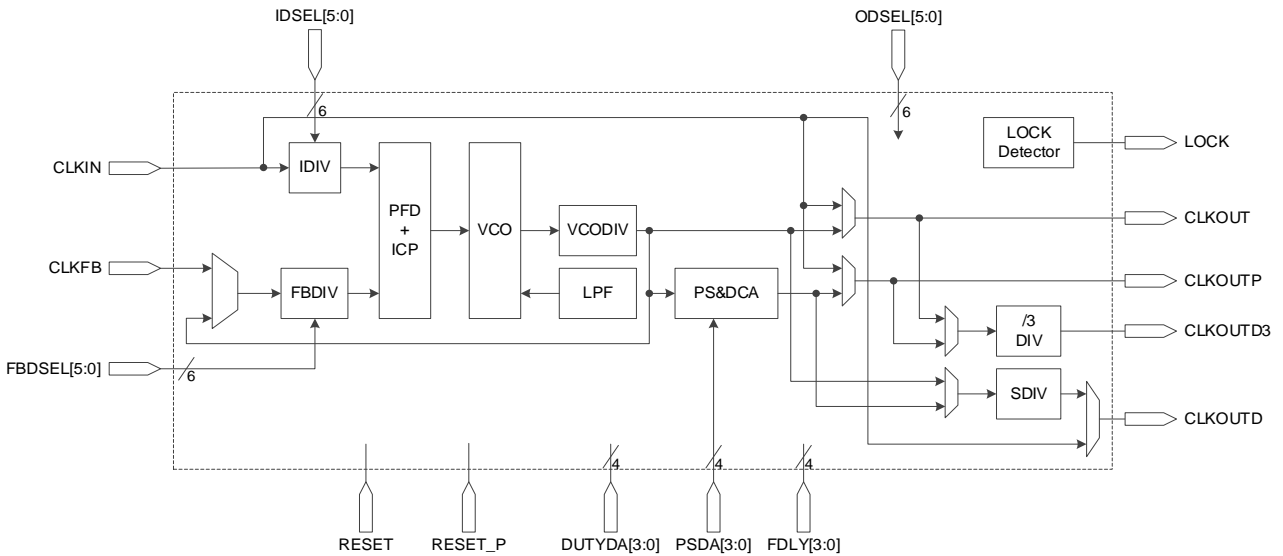 IDSEL[5:0]
ODSEL[5:0]
6
6
LOCK
Detector
LOCK
CLKIN
IDIV
PFD
+
ICP
VCO
VCODIV
CLKOUT
CLKFB
FBDIV
LPF
PS&DCA
CLKOUTP
/3
DIV
CLKOUTD3
FBDSEL[5:0]
6
SDIV
CLKOUTD
4
4
4
RESET
RESET_P
DUTYDA[3:0]
PSDA[3:0]
FDLY[3:0]